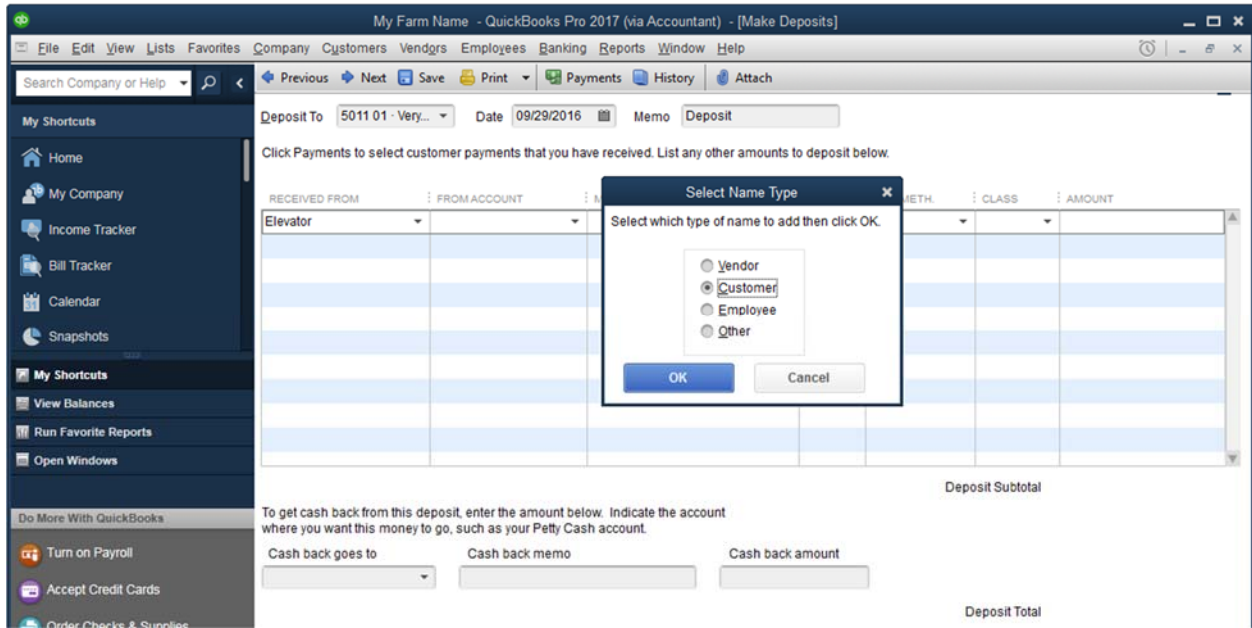 qb
My Farm Name - QuickBooks Pro 2017 (via Accountant) - [Make Deposits]
File Edit View Lists Favorites Company Customers Vendors Employees Banking Reports Window Help
Search Company or Help
Previous Next Save Print Payments History Attach
My Shortcuts
Home
My Company
Income Tracker
Bill Tracker
31
Calendar
Snapshots
My Shortcuts
View Balances
Run Favorite Reports
Open Windows
Do More With QuickBooks
Turn on Payroll
Accept Credit Cards
Order Checks & Supplies
Deposit To 5011 01 · Very... Date 09/29/2016 Memo Deposit
Click Payments to select customer payments that you have received. List any other amounts to deposit below.
RECEIVED FROM FROM ACCOUNT M METH. CLASS AMOUNT
Elevator
Select Name Type
Select which type of name to add then click OK.
Vendor
Customer
Employee
Other
OK Cancel
Deposit Subtotal
To get cash back from this deposit, enter the amount below. Indicate the account
where you want this money to go, such as your Petty Cash account.
Cash back goes to Cash back memo Cash back amount
Deposit Total